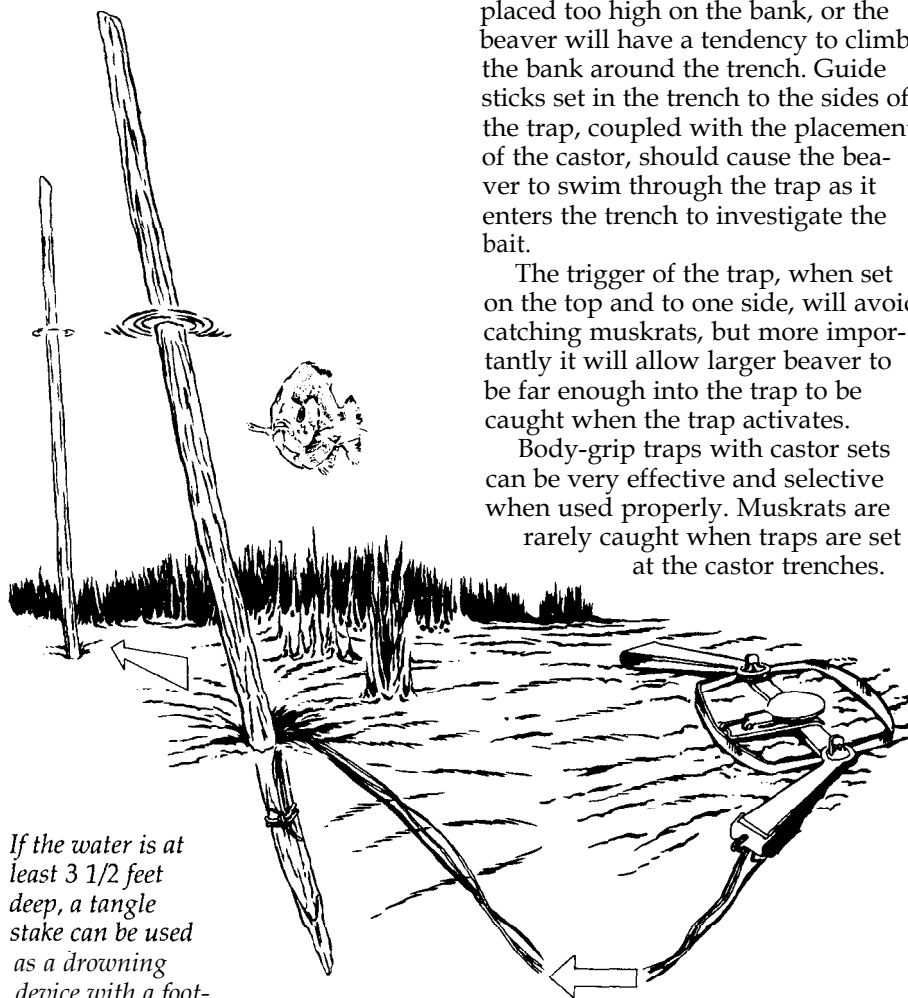 placed too high on the bank, or the
beaver will have a tendency to climb
the bank around the trench. Guide
sticks set in the trench to the sides of
the trap, coupled with the placement
of the castor, should cause the bea-
ver to swim through the trap as it
enters the trench to investigate the
bait.
The trigger of the trap, when set
on the top and to one side, will avoid
catching muskrats, but more impor-
tantly it will allow larger beaver to
be far enough into the trap to be
caught when the trap activates.
Body-grip traps with castor sets
can be very effective and selective
when used properly. Muskrats are
rarely caught when traps are set
at the castor trenches.
If the water is at
least 3 1/2 feet
deep, a tangle
stake can be used
as a drowning
device with a foot-